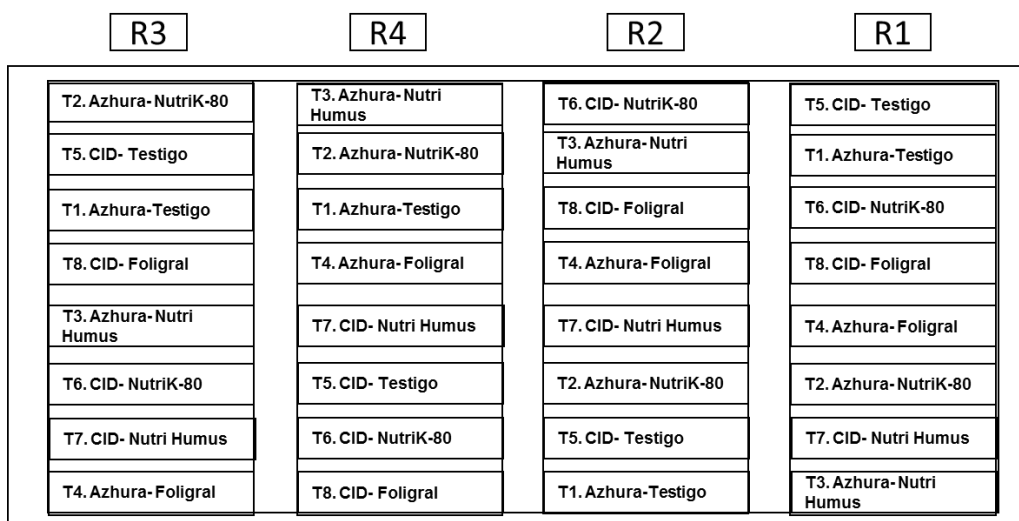 R3
R4
R2
R1
T2. Azhura-NutriK-80
T5. CID- Testigo
T1. Azhura-Testigo
T8. CID- Foligral
T3. Azhura-Nutri
Humus
T6. CID- NutriK-80
T7. CID- Nutri Humus
T4. Azhura-Foligral
T3. Azhura-Nutri
Humus
T2. Azhura-NutriK-80
T1. Azhura-Testigo
T4. Azhura-Foligral
T7. CID- Nutri Humus
T5. CID- Testigo
T6. CID- NutriK-80
T8. CID- Foligral
T6. CID- NutriK-80
T3. Azhura-Nutri
Humus
T8. CID- Foligral
T4. Azhura-Foligral
T7. CID- Nutri Humus
T2. Azhura-NutriK-80
T5. CID- Testigo
T1. Azhura-Testigo
T5. CID- Testigo
T1. Azhura-Testigo
T6. CID- NutriK-80
T8. CID- Foligral
T4. Azhura-Foligral
T2. Azhura-NutriK-80
T7. CID- Nutri Humus
T3. Azhura-Nutri
Humus